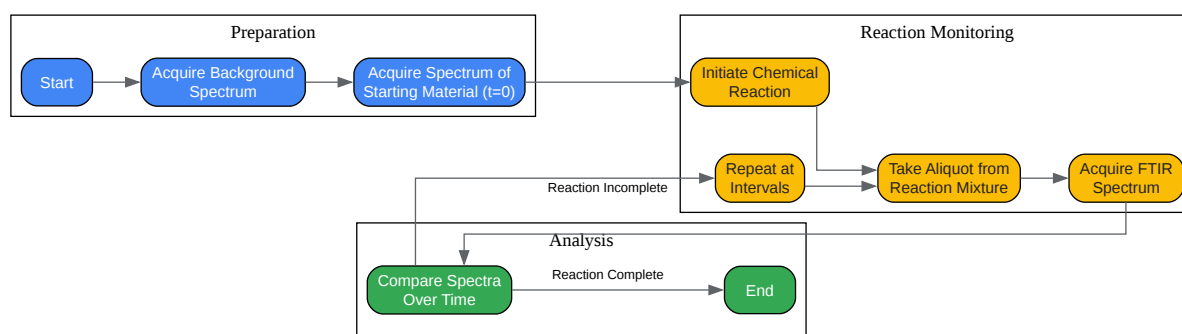 Preparation
Start
Acquire Background
Spectrum
Acquire Spectrum of
Starting Material (t=0)
Reaction Monitoring
Initiate Chemical
Reaction
Repeat at
Intervals
Take Aliquot from
Reaction Mixture
Acquire FTIR
Spectrum
Reaction Incomplete
Analysis
Compare Spectra
Over Time
Reaction Complete
End